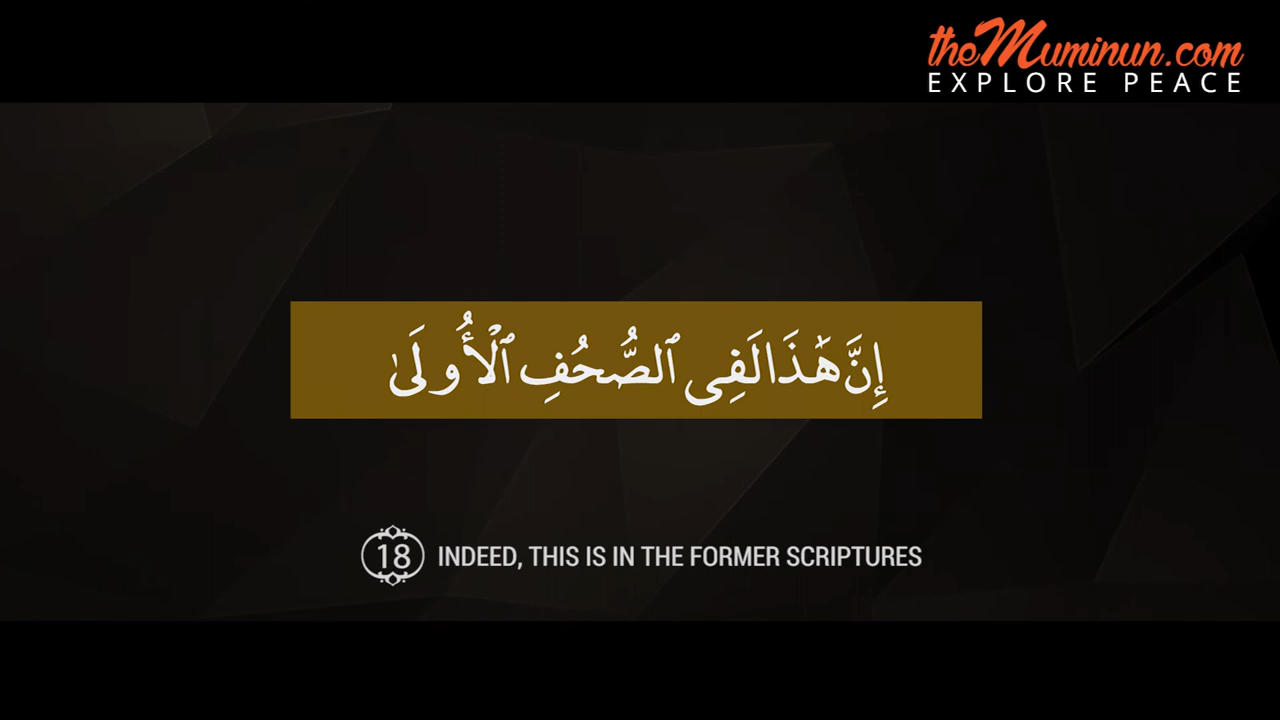 theMuminun.com
EXPLORE PEACE
إِنَّ هَٰذَا لَفِى ٱلصُّحُفِ ٱلْأُولَىٰ
18 INDEED, THIS IS IN THE FORMER SCRIPTURES